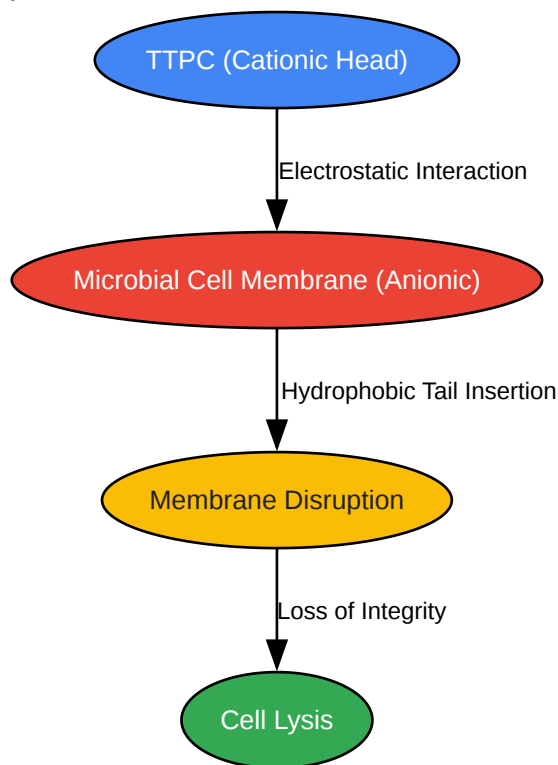 TTPC (Cationic Head)
Electrostatic Interaction
Microbial Cell Membrane (Anionic)
Hydrophobic Tail Insertion
Membrane Disruption
Loss of Integrity
Cell Lysis